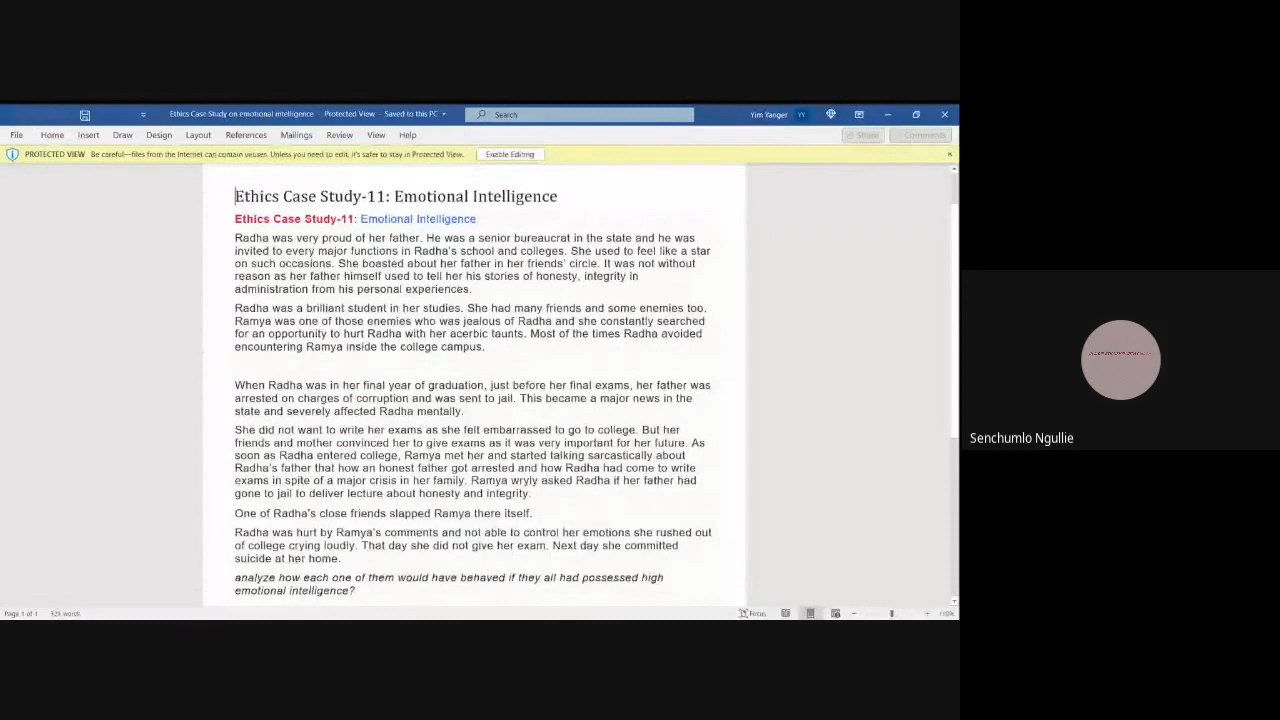 Ethics Case Study on emotional intelligence - Protected View - Saved to this PC
Search
Yim Yanger
YY
File Home Insert Draw Design Layout References Mailings Review View Help
Share
Comments
PROTECTED VIEW Be careful—files from the Internet can contain viruses. Unless you need to edit, it's safer to stay in Protected View. Enable Editing
Ethics Case Study-11: Emotional Intelligence
Ethics Case Study-11: Emotional Intelligence
Radha was very proud of her father. He was a senior bureaucrat in the state and he was
invited to every major functions in Radha's school and colleges. She used to feel like a star
on such occasions. She boasted about her father in her friends' circle. It was not without
reason as her father himself used to tell her his stories of honesty, integrity in
administration from his personal experiences.
Radha was a brilliant student in her studies. She had many friends and some enemies too.
Ramya was one of those enemies who was jealous of Radha and she constantly searched
for an opportunity to hurt Radha with her acerbic taunts. Most of the times Radha avoided
encountering Ramya inside the college campus.
When Radha was in her final year of graduation, just before her final exams, her father was
arrested on charges of corruption and was sent to jail. This became a major news in the
state and severely affected Radha mentally.
She did not want to write her exams as she felt embarrassed to go to college. But her
friends and mother convinced her to give exams as it was very important for her future. As
soon as Radha entered college, Ramya met her and started talking sarcastically about
Radha's father that how an honest father got arrested and how Radha had come to write
exams in spite of a major crisis in her family. Ramya wryly asked Radha if her father had
gone to jail to deliver lecture about honesty and integrity.
One of Radha's close friends slapped Ramya there itself.
Radha was hurt by Ramya's comments and not able to control her emotions she rushed out
of college crying loudly. That day she did not give her exam. Next day she committed
suicide at her home.
analyze how each one of them would have behaved if they all had possessed high
emotional intelligence?
Page 1 of 1 329 words
Focus
Senchumlo Ngullie